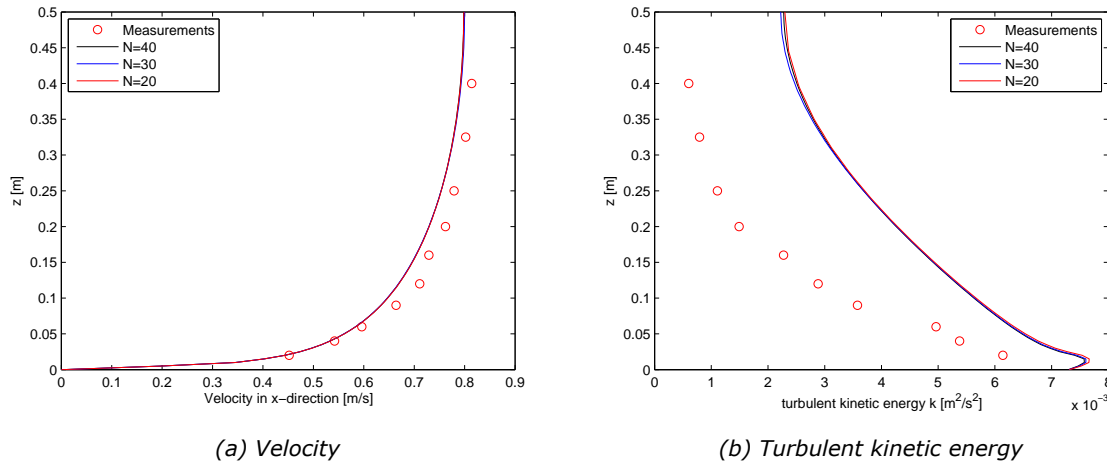 0.5
0.45
0.4
0.35
0.3
0.25
0.2
0.15
0.1
0.05
0
z [m]
Measurements
N=40
N=30
N=20
0 0.1 0.2 0.3 0.4 0.5 0.6 0.7 0.8 0.9
Velocity in x−direction [m/s]
(a) Velocity
0.5
0.45
0.4
0.35
0.3
0.25
0.2
0.15
0.1
0.05
0
z [m]
Measurements
N=40
N=30
N=20
0 1 2 3 4 5 6 7 8
x 10⁻³
turbulent kinetic energy k [m²/s²]
(b) Turbulent kinetic energy